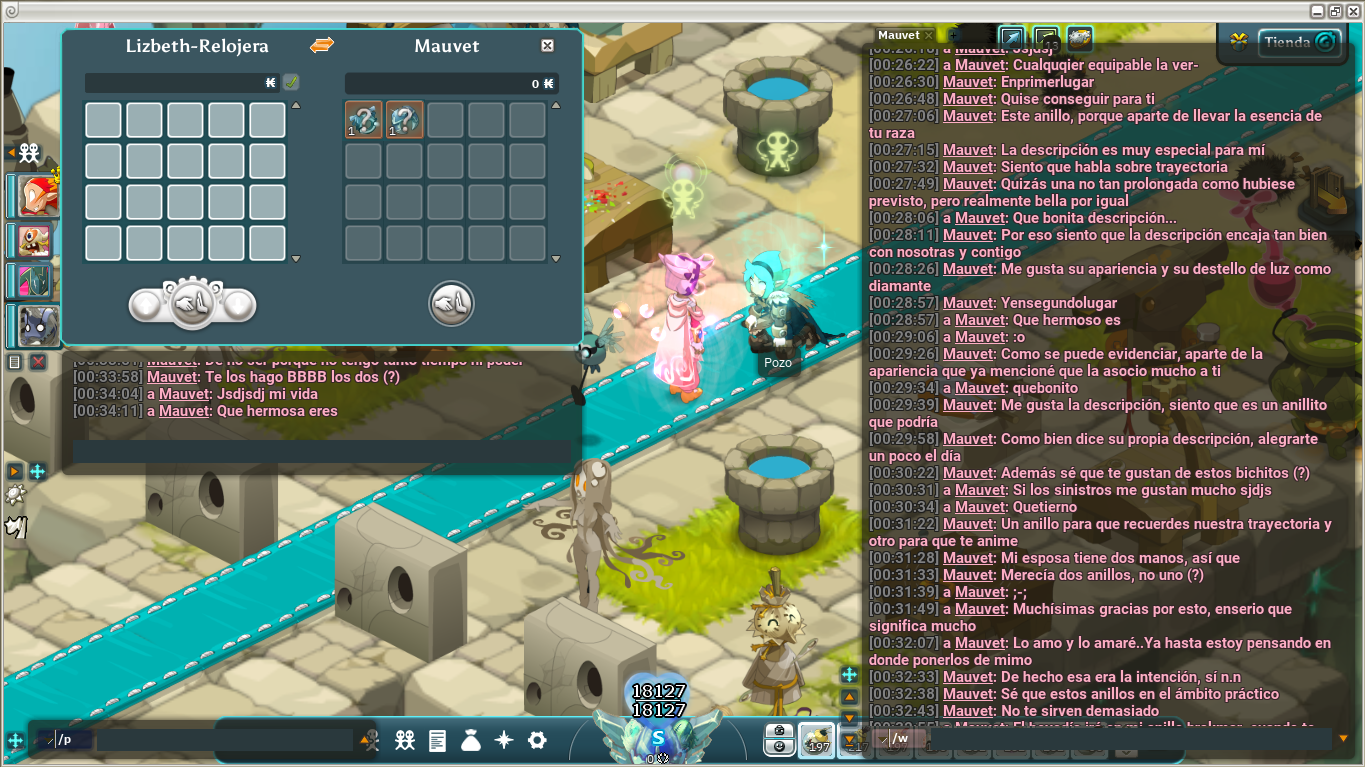 Lizbeth-Relojera
Mauvet
0
1
1
[00:33:58] Mauvet: Te los hago BBBB los dos (?)
[00:34:04] a Mauvet: Jsdjsdj mi vida
[00:34:11] a Mauvet: Que hermosa eres
Pozo
18127
18127
S
0
/p
-197
Mauvet
13
Tienda
[00:26:22] a Mauvet: Cualquqier equipable la ver-
[00:26:30] Mauvet: Enprimerlugar
[00:26:48] Mauvet: Quise conseguir para ti
[00:27:06] Mauvet: Este anillo, porque aparte de llevar la esencia de
tu raza
[00:27:15] Mauvet: La descripción es muy especial para mí
[00:27:32] Mauvet: Siento que habla sobre trayectoria
[00:27:49] Mauvet: Quizás una no tan prolongada como hubiese
previsto, pero realmente bella por igual
[00:28:06] a Mauvet: Que bonita descripción...
[00:28:11] a Mauvet: Por eso siento que la descripción encaja tan bien
con nosotras y contigo
[00:28:26] a Mauvet: Me gusta su apariencia y su destello de luz como
diamante
[00:28:57] Mauvet: Yensegundolugar
[00:28:57] a Mauvet: Que hermoso es
[00:29:06] a Mauvet: :o
[00:29:26] a Mauvet: Como se puede evidenciar, aparte de la
apariencia que ya mencioné que la asocio mucho a ti
[00:29:34] a Mauvet: quebonito
[00:29:39] a Mauvet: Me gusta la descripción, siento que es un anillito
que podría
[00:29:58] a Mauvet: Como bien dice su propia descripción, alegrarte
un poco el día
[00:30:22] a Mauvet: Además sé que te gustan de estos bichitos (?)
[00:30:31] a Mauvet: Si los sinistros me gustan mucho sjdjs
[00:30:34] a Mauvet: Quetierno
[00:31:22] a Mauvet: Un anillo para que recuerdes nuestra trayectoria y
otro para que te anime
[00:31:28] Mauvet: Mi esposa tiene dos manos, así que
[00:31:33] Mauvet: Merecía dos anillos, no uno (?)
[00:31:39] a Mauvet: ;-;
[00:31:49] a Mauvet: Muchísimas gracias por esto, enserio que
significa mucho
[00:32:07] a Mauvet: Lo amo y lo amaré..Ya hasta estoy pensando en
donde ponerlos de mimo
[00:32:33] Mauvet: De hecho esa era la intención, sí n.n
[00:32:38] Mauvet: Sé que estos anillos en el ámbito práctico
[00:32:43] Mauvet: No te sirven demasiado
/w